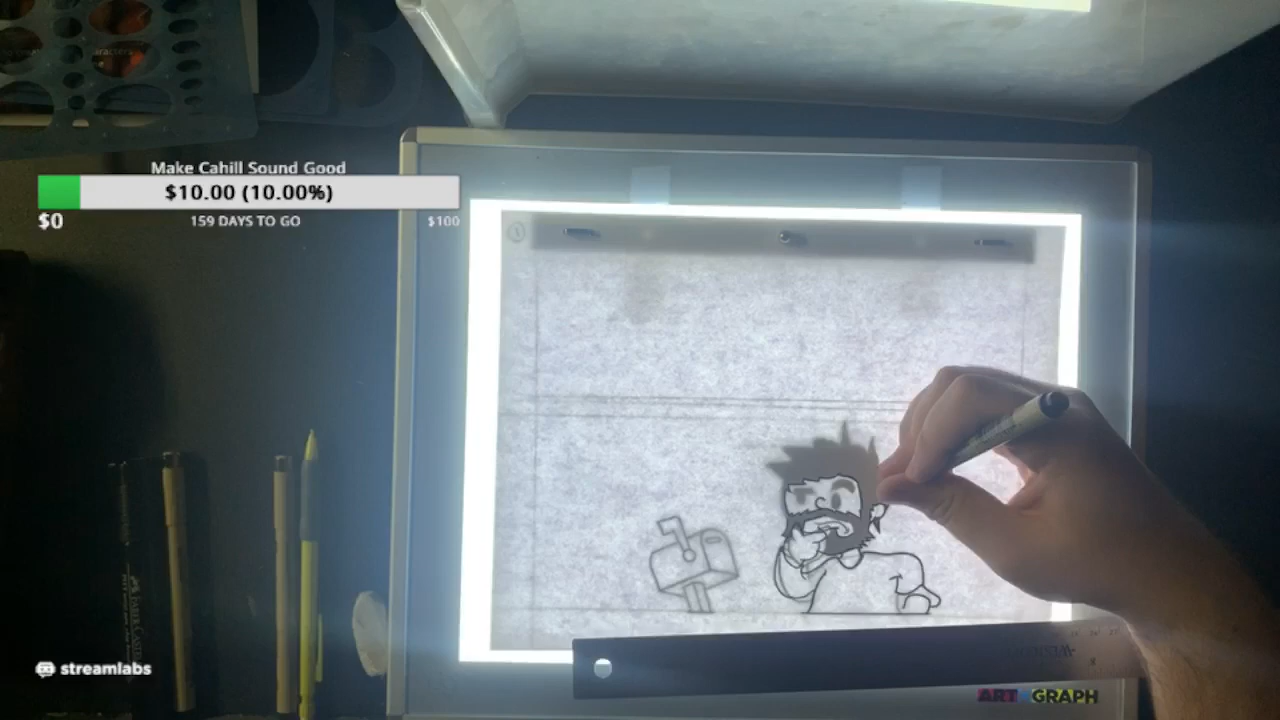 Make Cahill Sound Good
$10.00 (10.00%)
$0
159 DAYS TO GO
$100
streamlabs
ARTOGRAPH